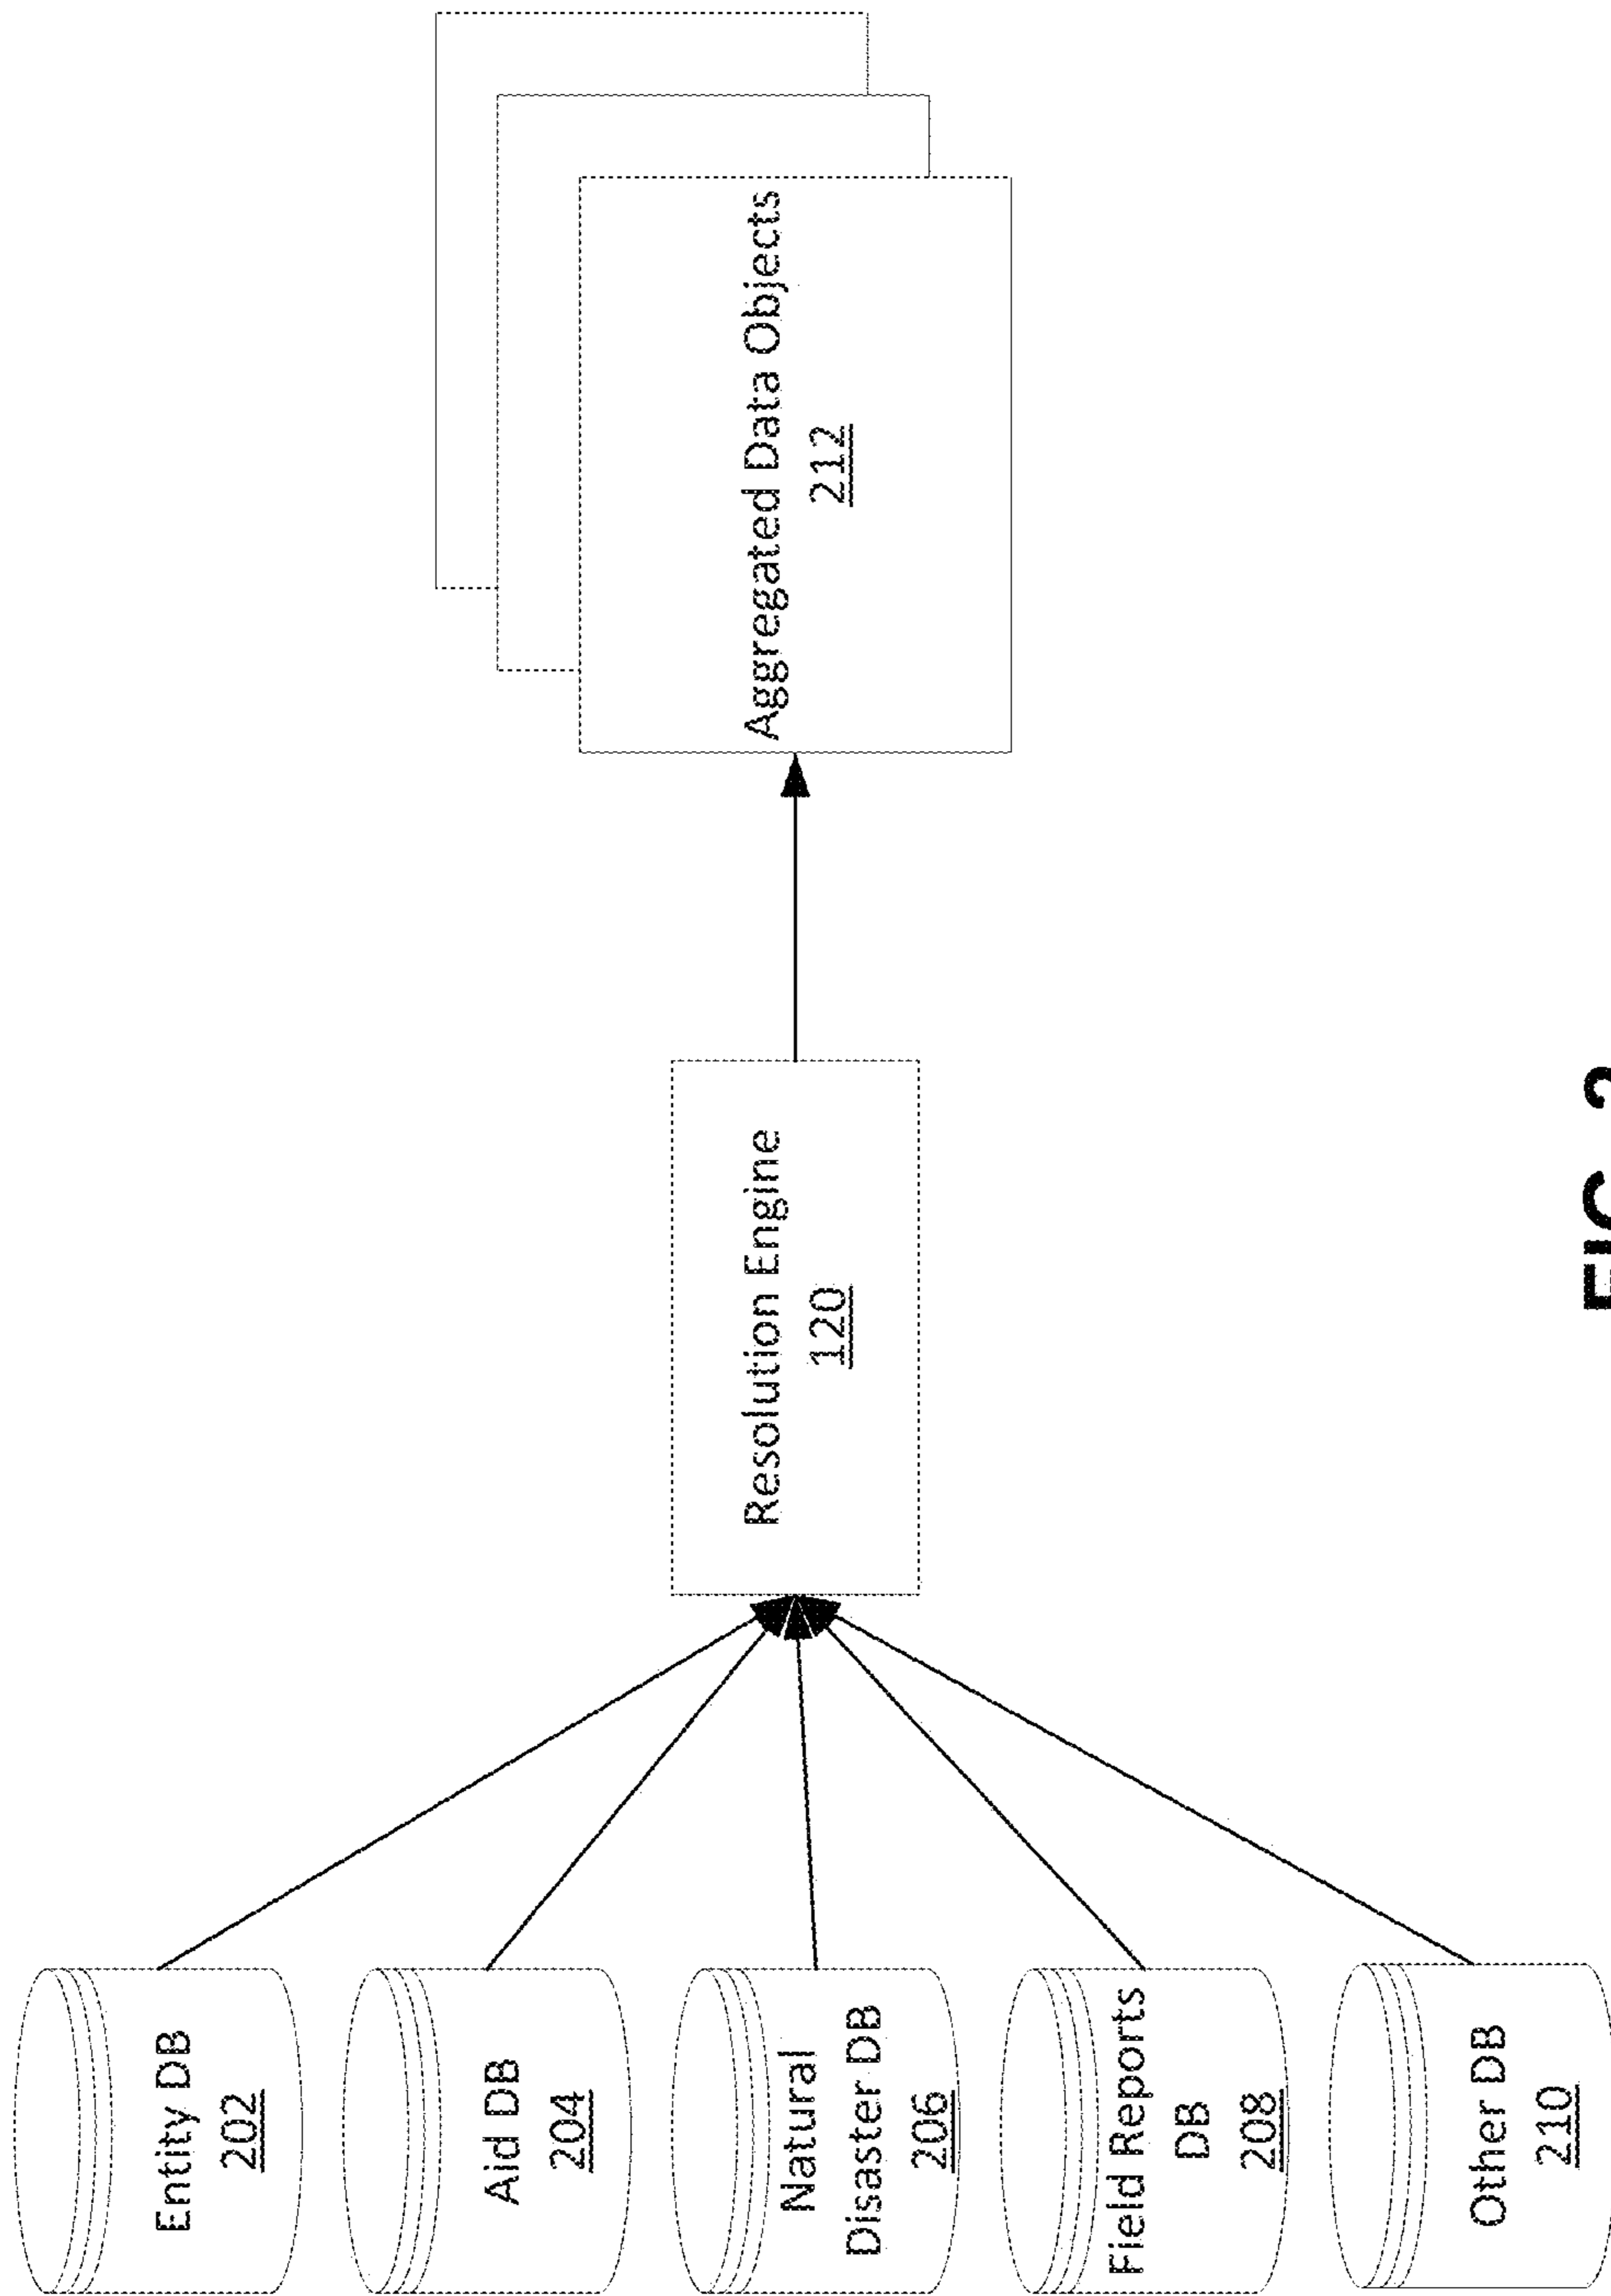 Entity DB
202
Aid DB
204
Natural
Disaster DB
206
Field Reports
DB
208
Other DB
210
Resolution Engine
120
Aggregated Data Objects
212